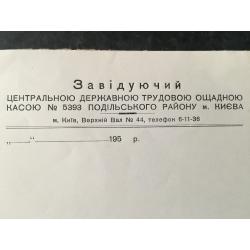 Завідуючий
ЦЕНТРАЛЬНОЮ ДЕРЖАВНОЮ ТРУДОВОЮ ОЩАДНОЮ
КАСОЮ № 5393 ПОДІЛЬСЬКОГО РАЙОНУ м. КИЄВА
м. Київ, Верхній Вал № 44, телефон 6-11-36
„ “ 195 р.